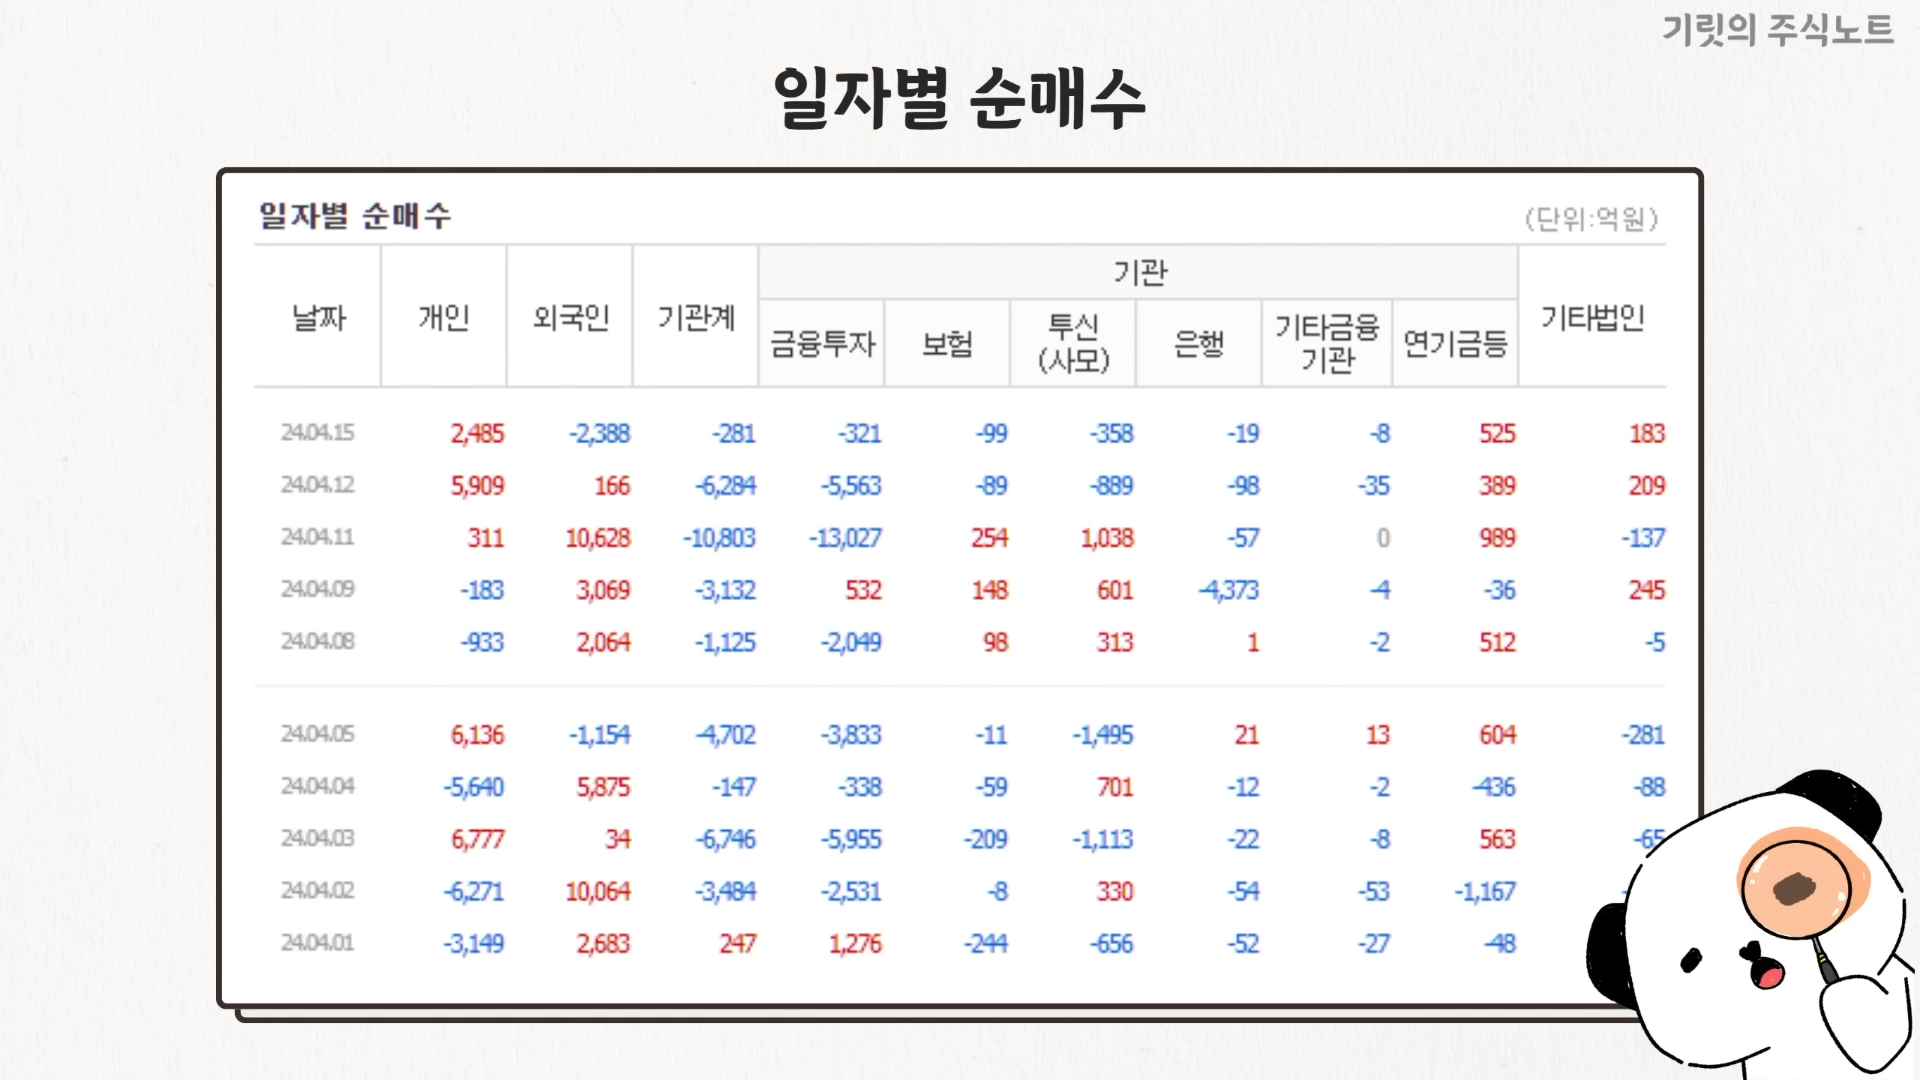 기릿의 주식노트
일자별 순매수
일자별 순매수 (단위:억원)
날짜 개인 외국인 기관계 기관 기타법인
금융투자 보험 투신(사모) 은행 기타금융기관 연기금등
24.04.15 2,485 -2,388 -281 -321 -99 -358 -19 -8 525 183
24.04.12 5,909 166 -6,284 -5,563 -89 -889 -98 -35 389 209
24.04.11 311 10,628 -10,803 -13,027 254 1,038 -57 0 989 -137
24.04.09 -183 3,069 -3,132 532 148 601 -4,373 -4 -36 245
24.04.08 -933 2,064 -1,125 -2,049 98 313 1 -2 512 -5
24.04.05 6,136 -1,154 -4,702 -3,833 -11 -1,495 21 13 604 -281
24.04.04 -5,640 5,875 -147 -338 -59 701 -12 -2 -436 -88
24.04.03 6,777 34 -6,746 -5,955 -209 -1,113 -22 -8 563 -65
24.04.02 -6,271 10,064 -3,484 -2,531 -8 330 -54 -53 -1,167
24.04.01 -3,149 2,683 247 1,276 -244 -656 -52 -27 -48